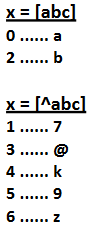 x = [abc]
0 ...... a
2 ...... b
x = [^abc]
1 ...... 7
3 ...... @
4 ...... k
5 ...... 9
6 ...... z